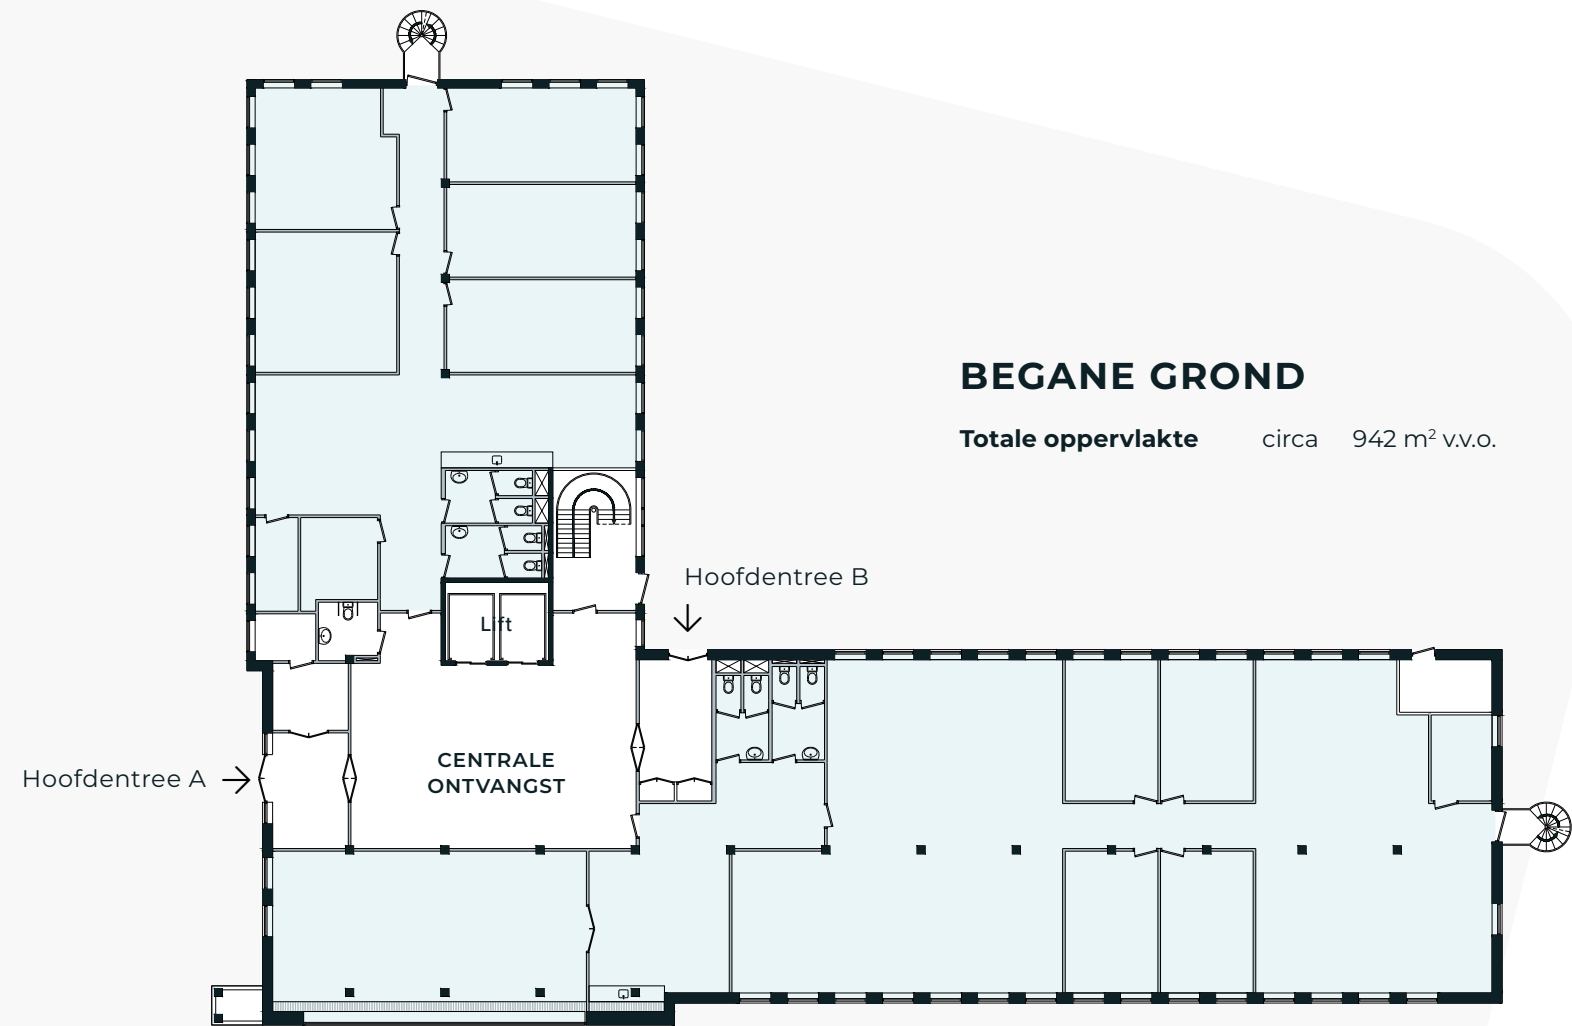 BEGANE GROND
Totale oppervlakte circa 942 m² v.v.o.
Hoofdentree B
Lift
CENTRALE
ONTVANGST
Hoofdentree A